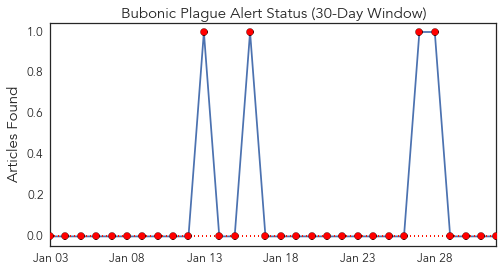 Bubonic Plague Alert Status (30-Day Window)
Articles Found
1.0
0.8
0.6
0.4
0.2
0.0
Jan 03 Jan 08 Jan 13 Jan 18 Jan 23 Jan 28